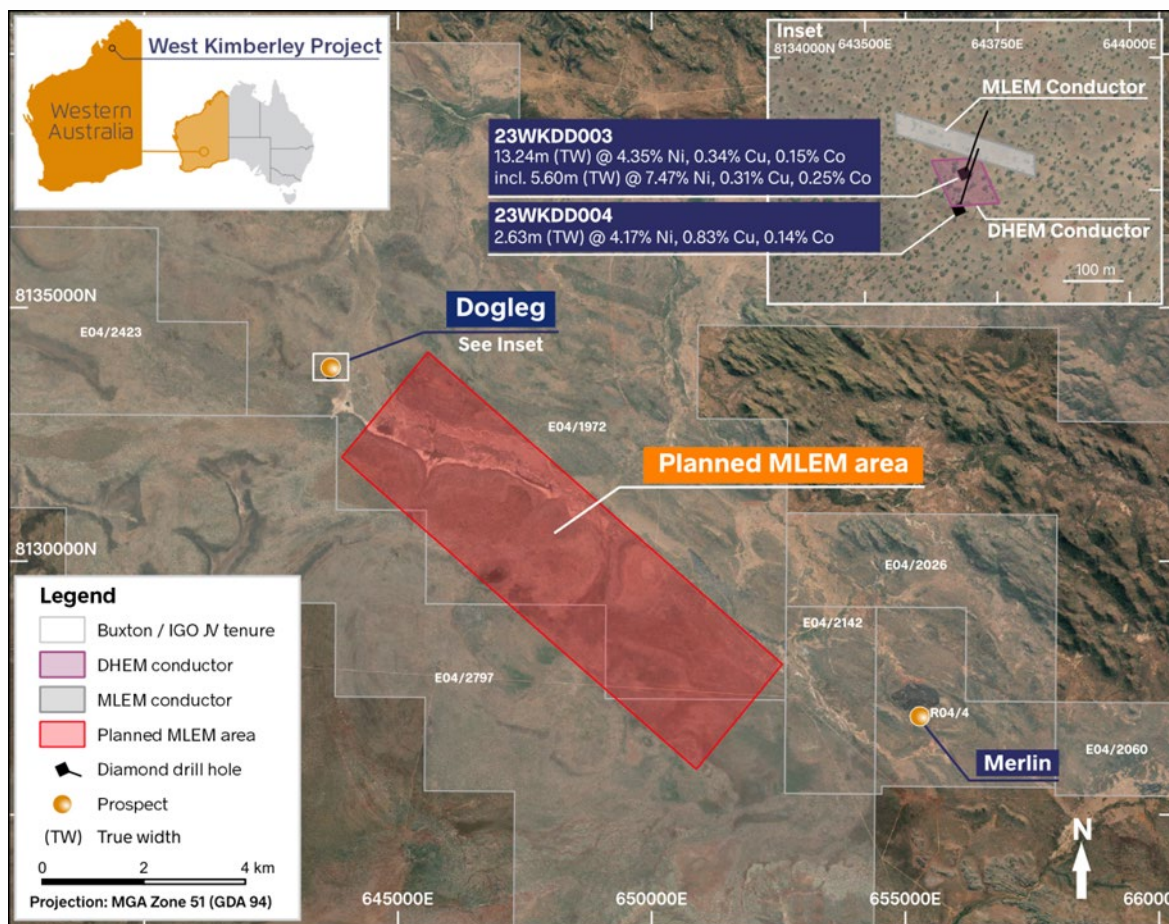 West Kimberley Project
Western
Australia
Inset
643500E
643750E
644000E
8134000N
MLEM Conductor
DHEM Conductor
100 m
23WKDD003
13.24m (TW) @ 4.35% Ni, 0.34% Cu, 0.15% Co
incl. 5.60m (TW) @ 7.47% Ni, 0.31% Cu, 0.25% Co
23WKDD004
2.63m (TW) @ 4.17% Ni, 0.83% Cu, 0.14% Co
8135000N
E04/2423
Dogleg
See Inset
E04/1972
Planned MLEM area
8130000N
E04/2026
E04/2142
E04/2797
R04/4
E04/2060
Merlin
Legend
Buxton / IGO JV tenure
DHEM conductor
MLEM conductor
Planned MLEM area
Diamond drill hole
Prospect
(TW) True width
0 2 4 km
Projection: MGA Zone 51 (GDA 94)
645000E
650000E
655000E
N